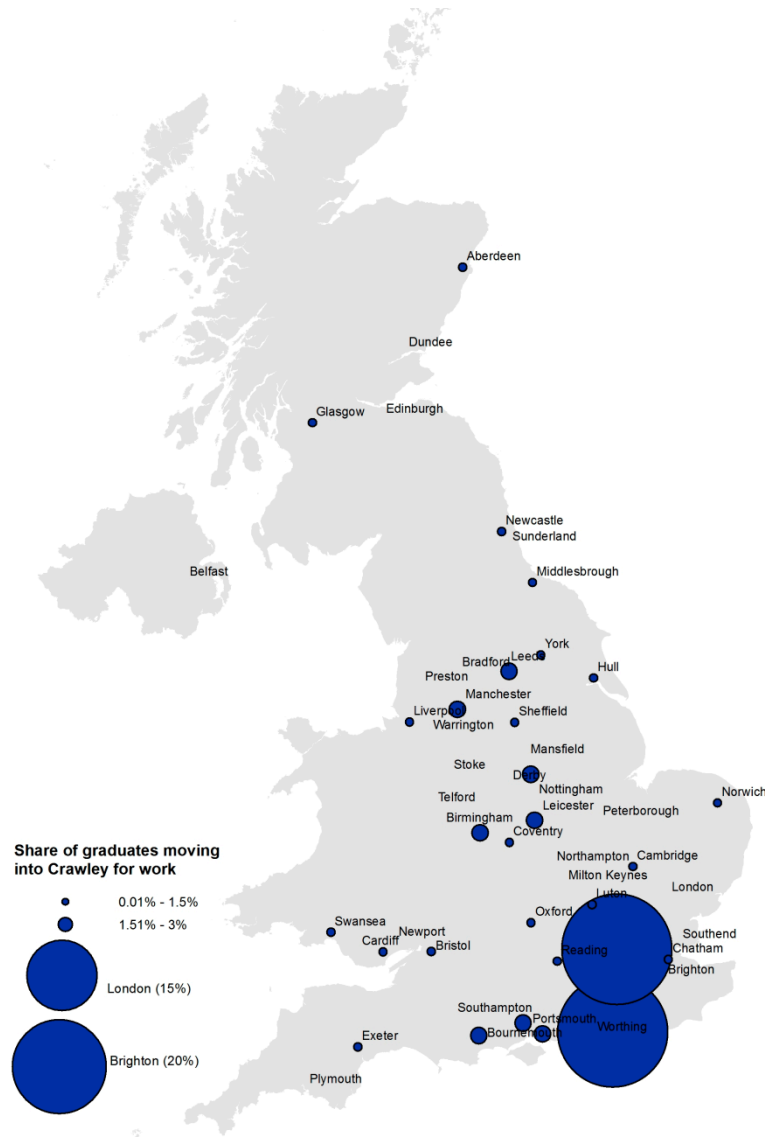 Aberdeen
Dundee
Edinburgh
Glasgow
Newcastle
Sunderland
Belfast
Middlesbrough
York
Leeds
Bradford
Hull
Preston
Manchester
Liverpool
Sheffield
Warrington
Mansfield
Stoke
Derby
Nottingham
Norwich
Telford
Leicester
Peterborough
Birmingham
Coventry
Share of graduates moving
into Crawley for work
Northampton
Cambridge
Milton Keynes
London
Luton
0.01% - 1.5%
1.51% - 3%
Oxford
Swansea
Newport
Southend
Cardiff
Bristol
Reading
Chatham
Brighton
London (15%)
Southampton
Portsmouth
Worthing
Exeter
Bournemouth
Brighton (20%)
Plymouth